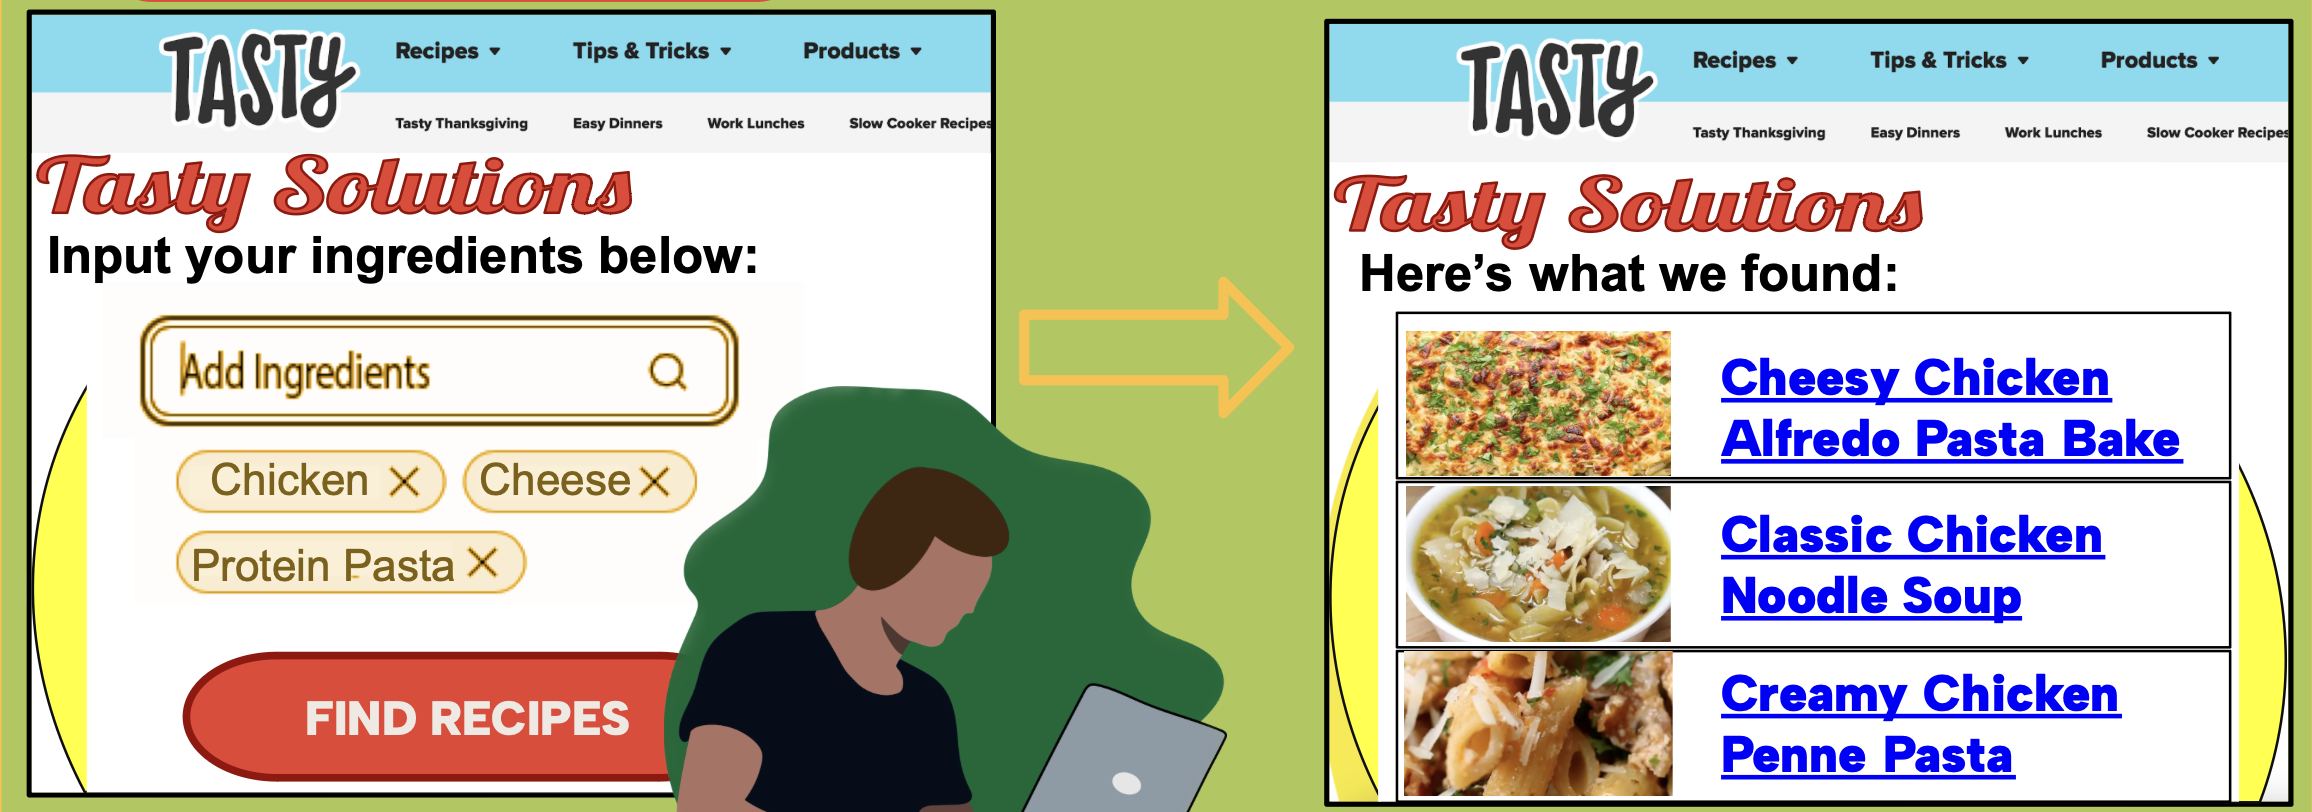 TASTY
Recipes
Tips & Tricks
Products
Tasty Thanksgiving
Easy Dinners
Work Lunches
Slow Cooker Recipes
Tasty Solutions
Input your ingredients below:
Add Ingredients
Chicken
Cheese
Protein Pasta
FIND RECIPES
TASTY
Recipes
Tips & Tricks
Products
Tasty Thanksgiving
Easy Dinners
Work Lunches
Slow Cooker Recipes
Tasty Solutions
Here’s what we found:
Cheesy Chicken
Alfredo Pasta Bake
Classic Chicken
Noodle Soup
Creamy Chicken
Penne Pasta